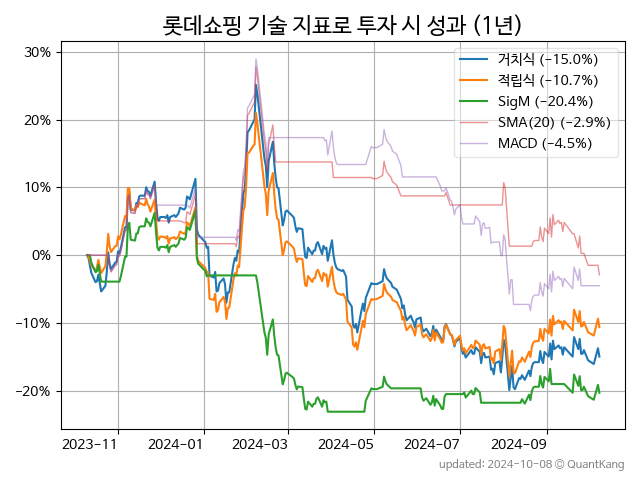 롯데쇼핑 기술 지표로 투자 시 성과 (1년)
30%
20%
10%
0%
−10%
−20%
거치식 (−15.0%)
적립식 (−10.7%)
SigM (−20.4%)
SMA(20) (−2.9%)
MACD (−4.5%)
2023-11 2024-01 2024-03 2024-05 2024-07 2024-09
updated: 2024-10-08 © QuantKang